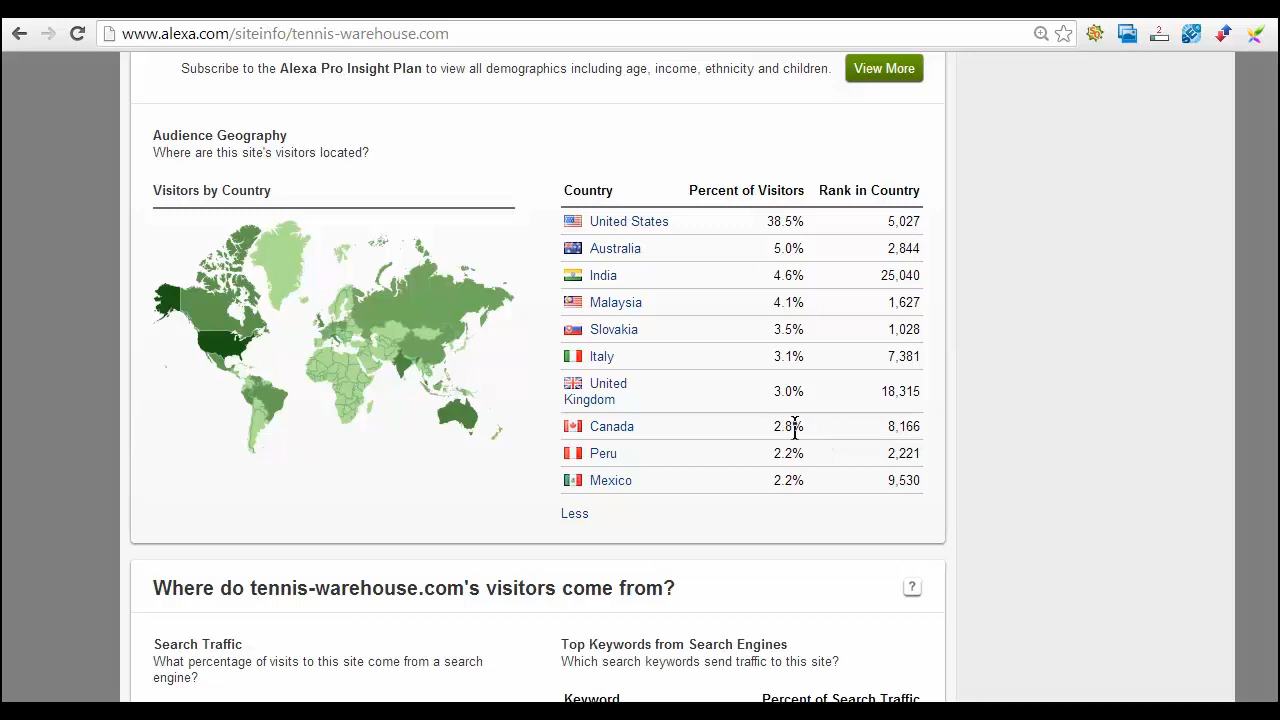 www.alexa.com/siteinfo/tennis-warehouse.com
2
Subscribe to the Alexa Pro Insight Plan to view all demographics including age, income, ethnicity and children.
View More
Audience Geography
Where are this site's visitors located?
Visitors by Country
Country Percent of Visitors Rank in Country
United States 38.5% 5,027
Australia 5.0% 2,844
India 4.6% 25,040
Malaysia 4.1% 1,627
Slovakia 3.5% 1,028
Italy 3.1% 7,381
United
Kingdom 3.0% 18,315
Canada 2.8% 8,166
Peru 2.2% 2,221
Mexico 2.2% 9,530
Less
Where do tennis-warehouse.com's visitors come from?
?
Search Traffic
What percentage of visits to this site come from a search
engine?
Top Keywords from Search Engines
Which search keywords send traffic to this site?
Keyword Percent of Search Traffic